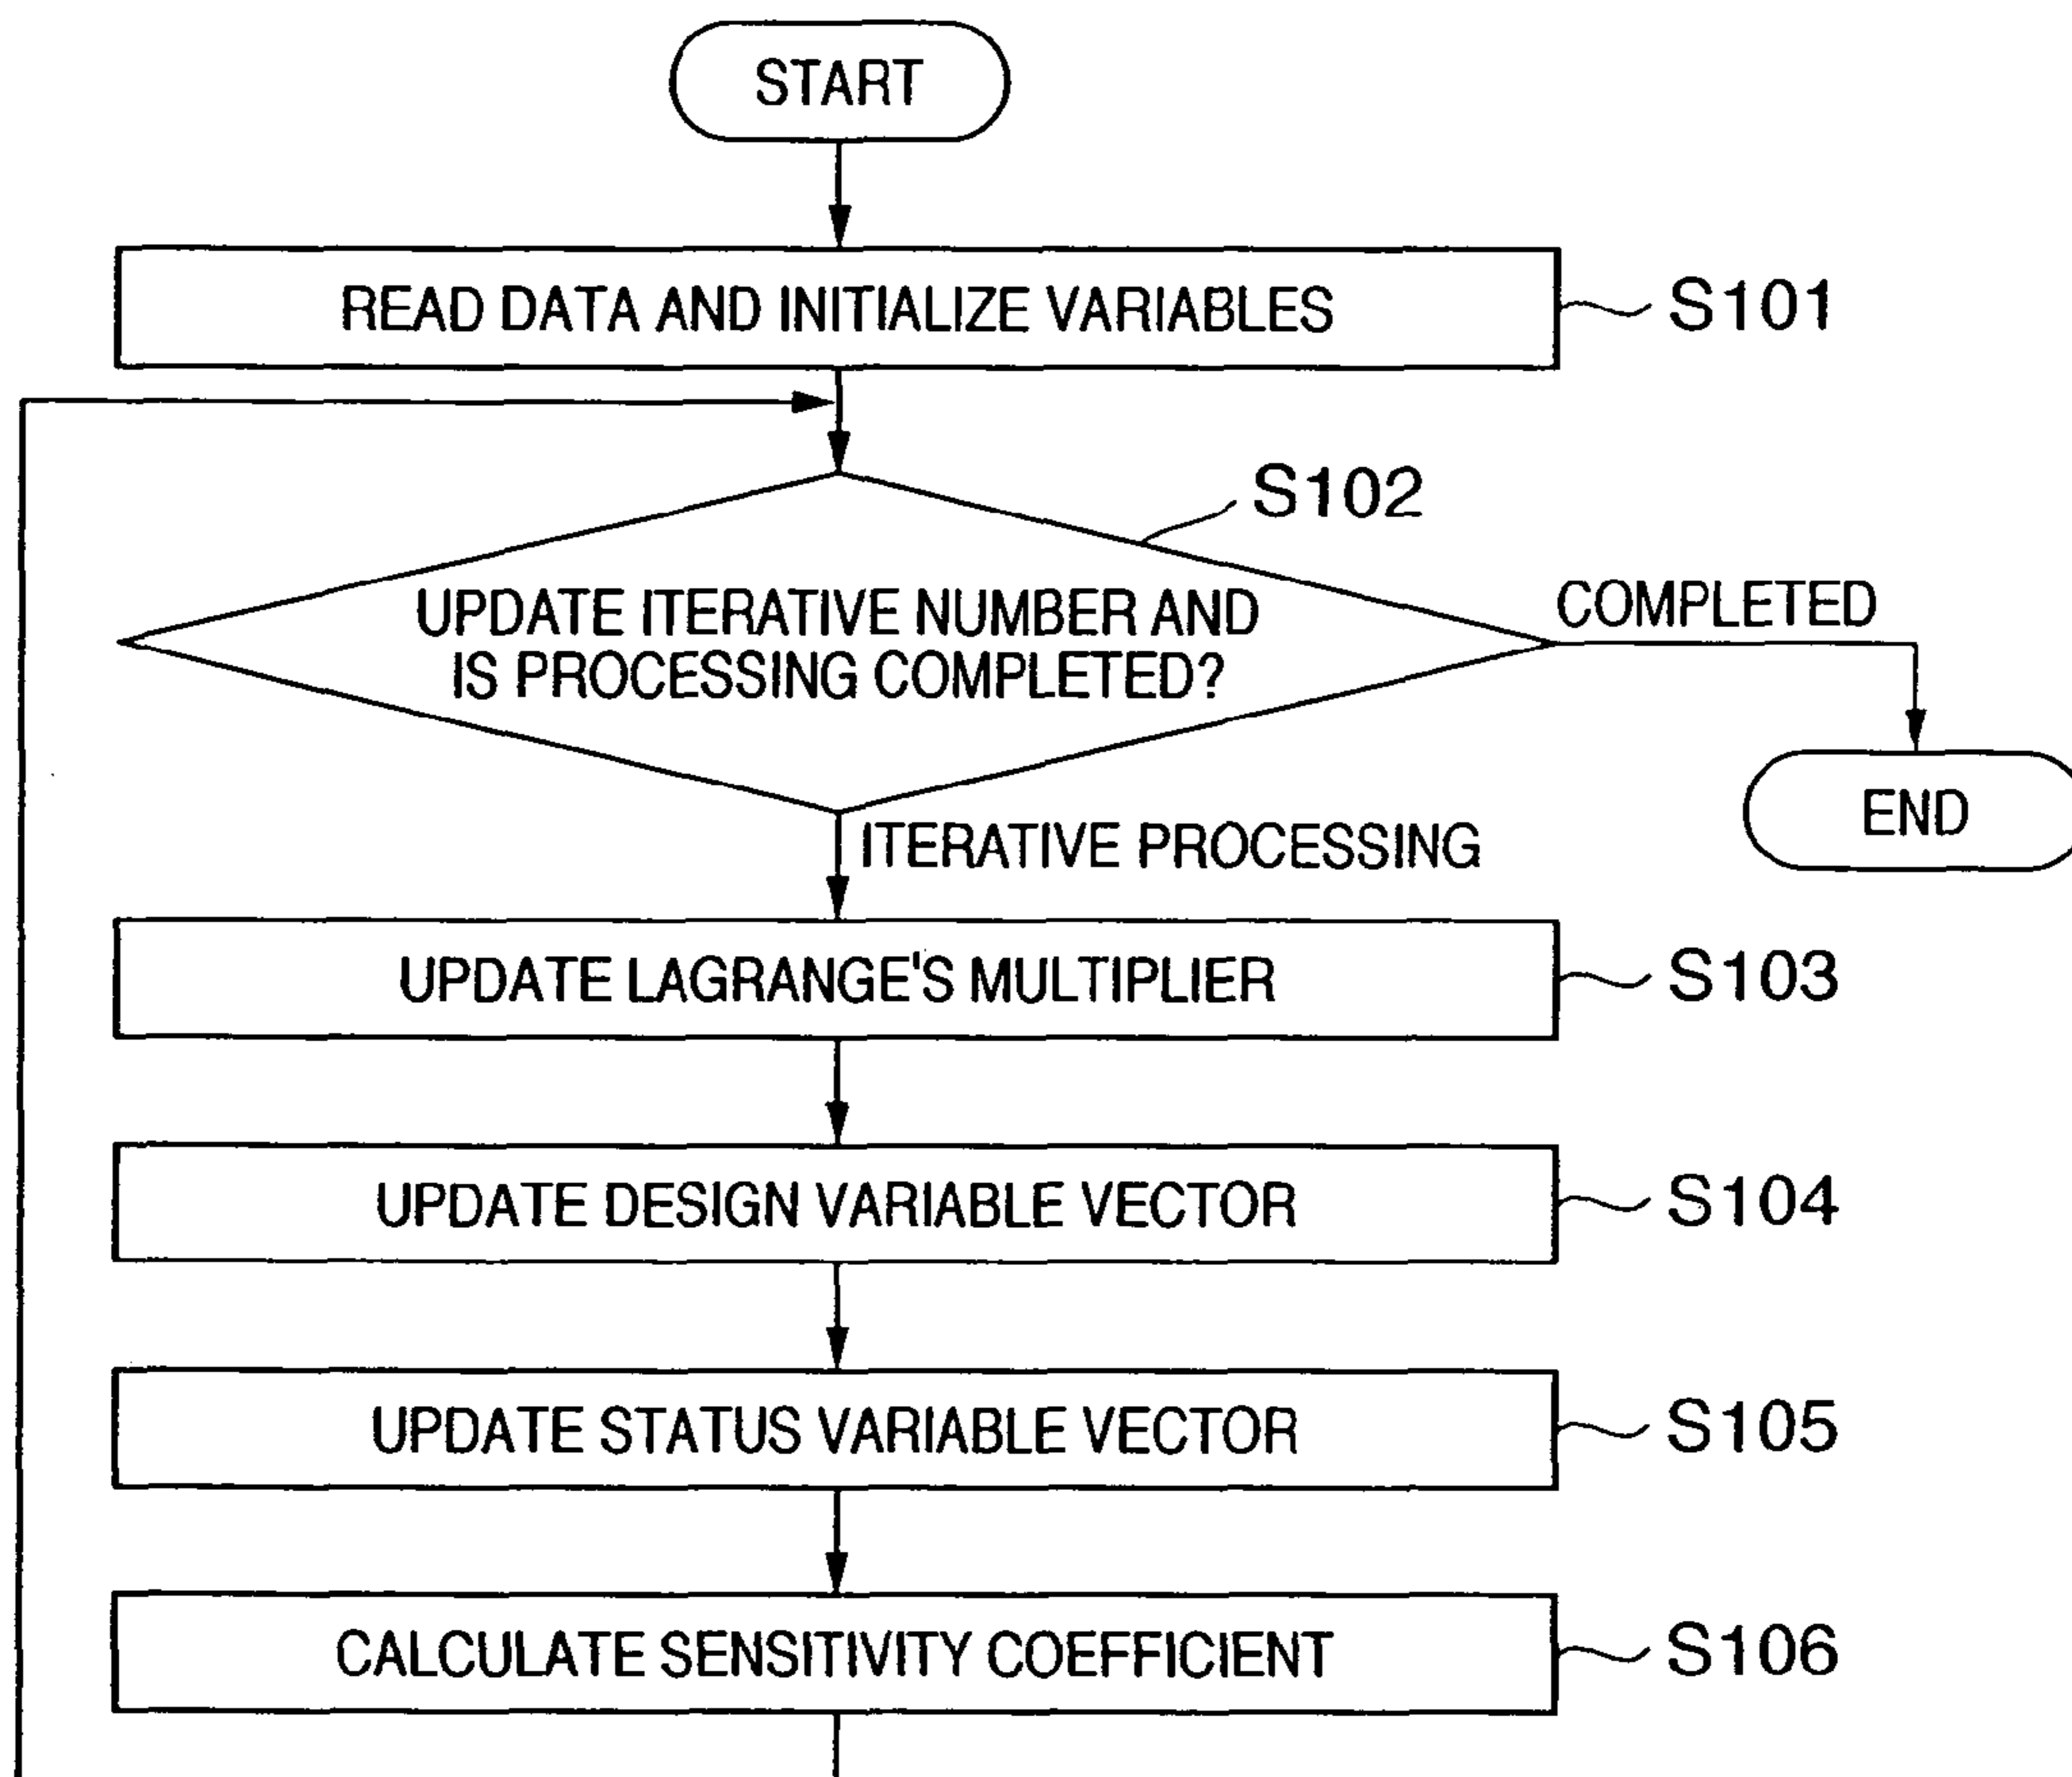 START
READ DATA AND INITIALIZE VARIABLES
S101
S102
UPDATE ITERATIVE NUMBER AND
IS PROCESSING COMPLETED?
COMPLETED
END
ITERATIVE PROCESSING
UPDATE LAGRANGE'S MULTIPLIER
S103
UPDATE DESIGN VARIABLE VECTOR
S104
UPDATE STATUS VARIABLE VECTOR
S105
CALCULATE SENSITIVITY COEFFICIENT
S106